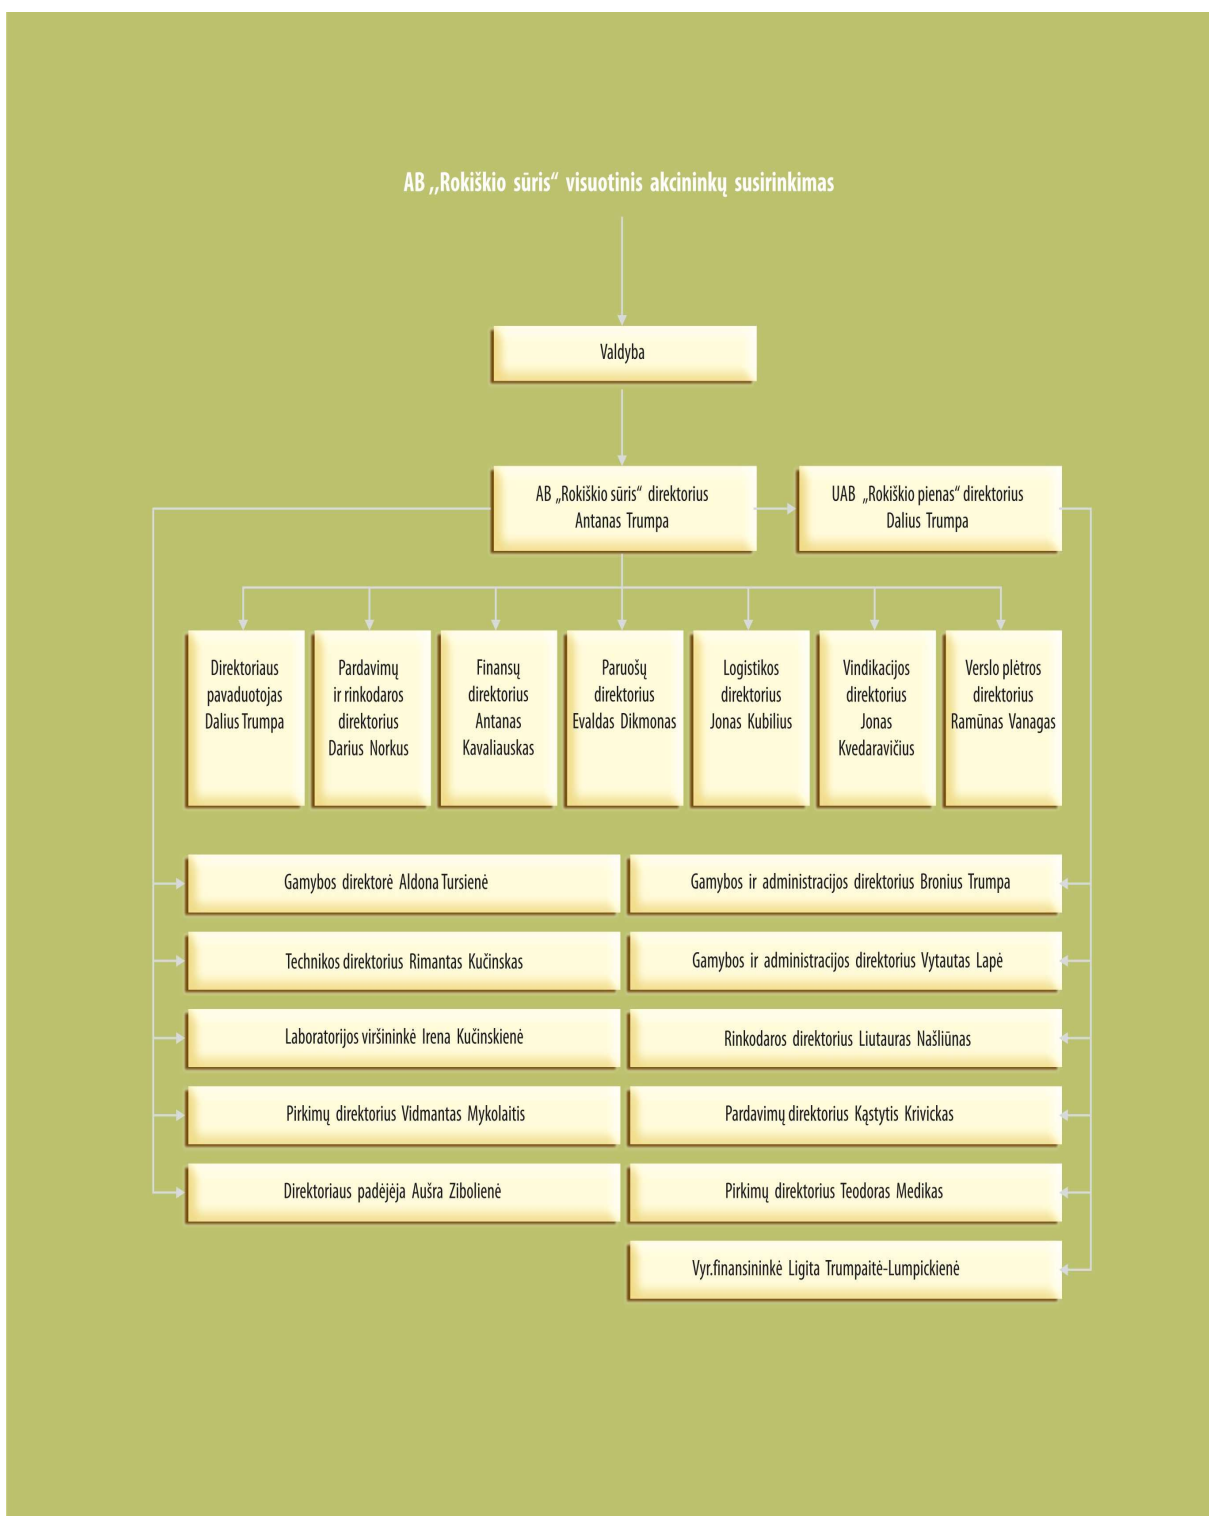 AB ,,Rokiškio sūris“ visuotinis akcininkų susirinkimas
Valdyba
AB „Rokiškio sūris“ direktorius
Antanas Trumpa
UAB „Rokiškio pienas“ direktorius
Dalius Trumpa
Direktoriaus
pavaduotojas
Dalius Trumpa
Pardavimų
ir rinkodaros
direktorius
Darius Norkus
Finansų
direktorius
Antanas
Kavaliauskas
Paruošų
direktorius
Evaldas Dikmonas
Logistikos
direktorius
Jonas Kubilius
Vindikacijos
direktorius
Jonas
Kvedaravičius
Verslo plėtros
direktorius
Ramūnas Vanagas
Gamybos direktorė Aldona Tursienė
Gamybos ir administracijos direktorius Bronius Trumpa
Technikos direktorius Rimantas Kučinskas
Gamybos ir administracijos direktorius Vytautas Lapė
Laboratorijos viršininkė Irena Kučinskienė
Rinkodaros direktorius Liutauras Našliūnas
Pirkimų direktorius Vidmantas Mykolaitis
Pardavimų direktorius Kąstytis Krivickas
Direktoriaus padėjėja Aušra Zibolienė
Pirkimų direktorius Teodoras Medikas
Vyr.finansininkė Ligita Trumpaitė-Lumpickienė